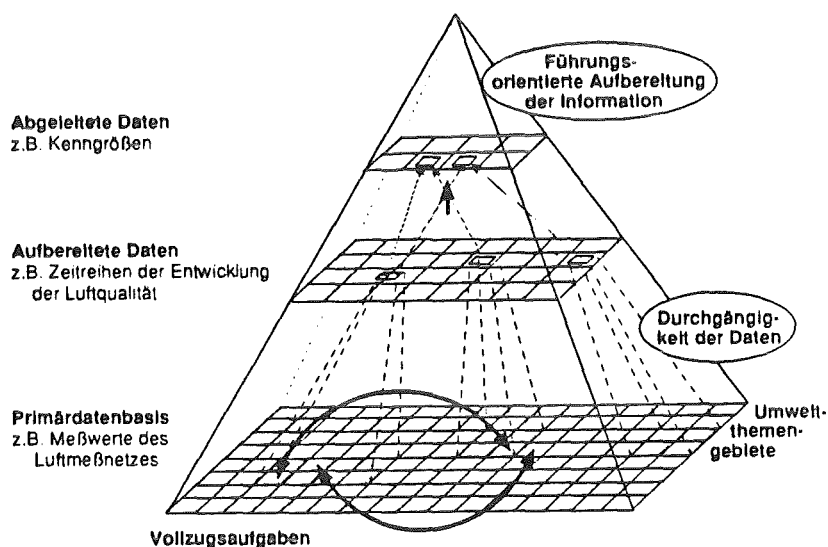 Führungs-
orientierte Aufbereitung
der Information
Abgeleitete Daten
z.B. Kenngrößen
Aufbereitete Daten
z.B. Zeitreihen der Entwicklung
der Luftqualität
Durchgängig-
keit der Daten
Primärdatenbasis
z.B. Meßwerte des
Luftmeßnetzes
Umwelt-
themen-
gebiete
Vollzugsaufgaben